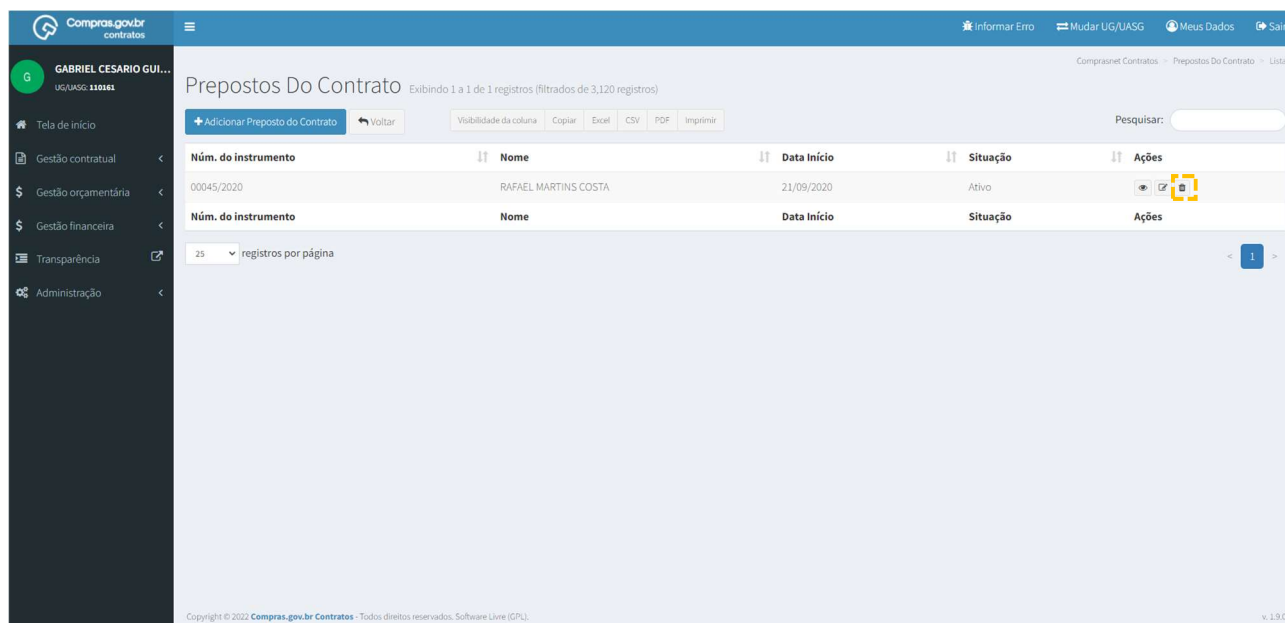 Compras.gov.br
contratos
Informar Erro Mudar UG/UASG Meus Dados Sair
G
GABRIEL CESARIO GUI...
UG/UASG: 110161
Comprasnet Contratos > Prepostos Do Contrato > Lista
Prepostos Do Contrato Exibindo 1 a 1 de 1 registros (filtrados de 3,120 registros)
+ Adicionar Preposto do Contrato Voltar Visibilidade da coluna Copiar Excel CSV PDF Imprimir Pesquisar:
Tela de início
Gestão contratual
Gestão orçamentária
Gestão financeira
Transparência
Administração
Núm. do instrumento Nome Data Início Situação Ações
00045/2020 RAFAEL MARTINS COSTA 21/09/2020 Ativo
Núm. do instrumento Nome Data Início Situação Ações
25 registros por página < 1 >
Copyright © 2022 Compras.gov.br Contratos - Todos direitos reservados. Software Livre (GPL). v. 1.9.0